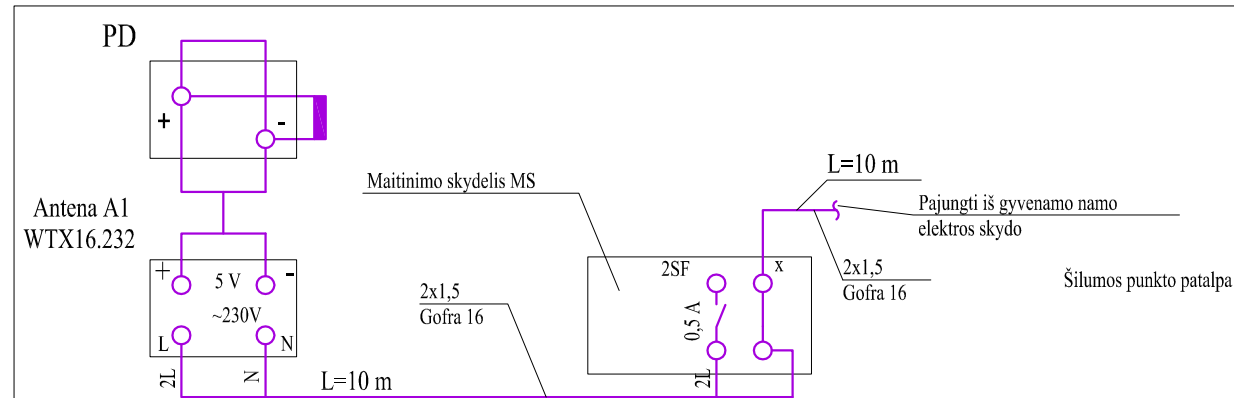 PD
+ -
L=10 m
Maitinimo skydelis MS
Pajungti iš gyvenamo namo
elektros skydo
Antena A1
WTX16.232
+ 5 V -
~230V
L N
2L N
L=10 m
2x1,5
Gofra 16
2SF x
0,5 A
2L
2x1,5
Gofra 16
Šilumos punkto patalpa